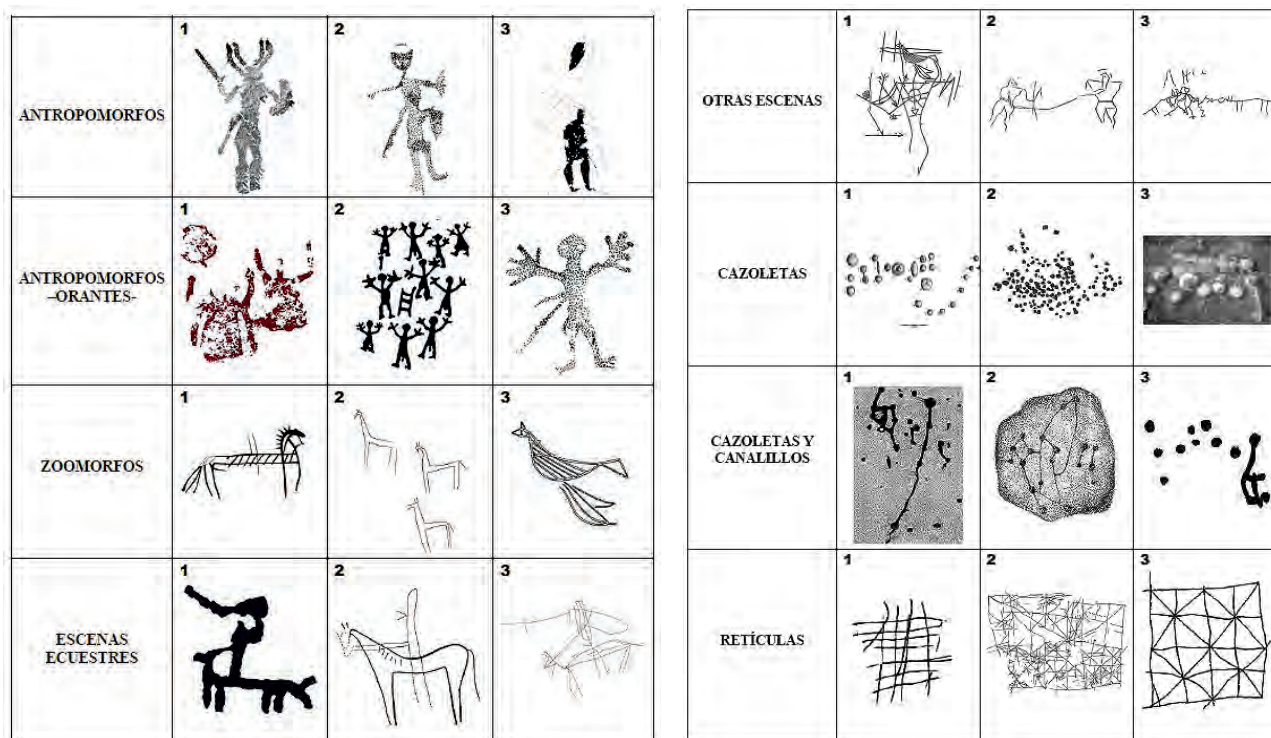 1 2 3
ANTROPOMORFOS
1 2 3
ANTROPOMORFOS
–ORANTES-
1 2 3
ZOOMORFOS
1 2 3
ESCENAS
ECUESTRES
1 2 3
OTRAS ESCENAS
1 2 3
CAZOLETAS
1 2 3
CAZOLETAS Y
CANALILLOS
1 2 3
RETÍCULAS